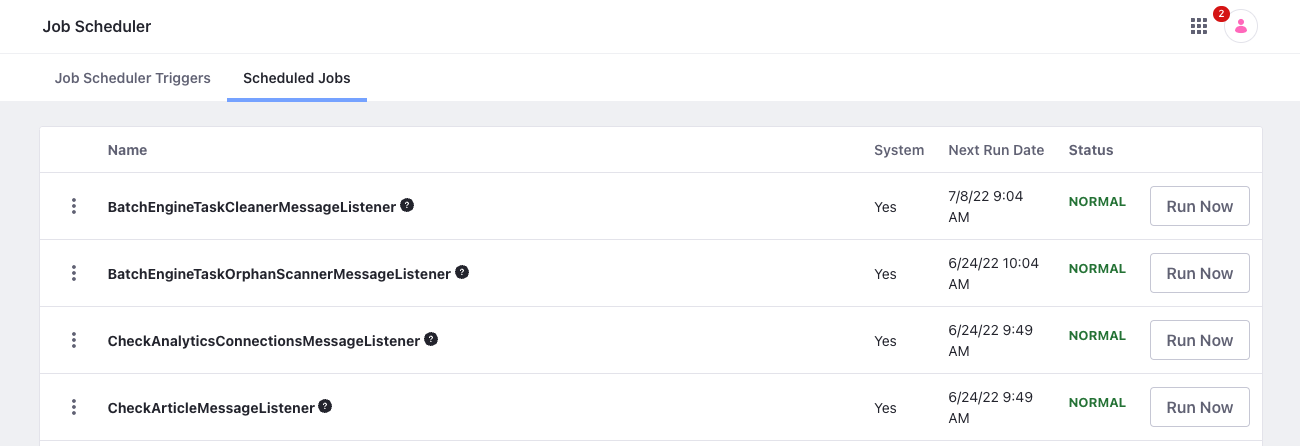 Job Scheduler
2
Job Scheduler Triggers Scheduled Jobs
Name System Next Run Date Status
BatchEngineTaskCleanerMessageListener ? Yes 7/8/22 9:04 AM NORMAL Run Now
BatchEngineTaskOrphanScannerMessageListener ? Yes 6/24/22 10:04 AM NORMAL Run Now
CheckAnalyticsConnectionsMessageListener ? Yes 6/24/22 9:49 AM NORMAL Run Now
CheckArticleMessageListener ? Yes 6/24/22 9:49 AM NORMAL Run Now